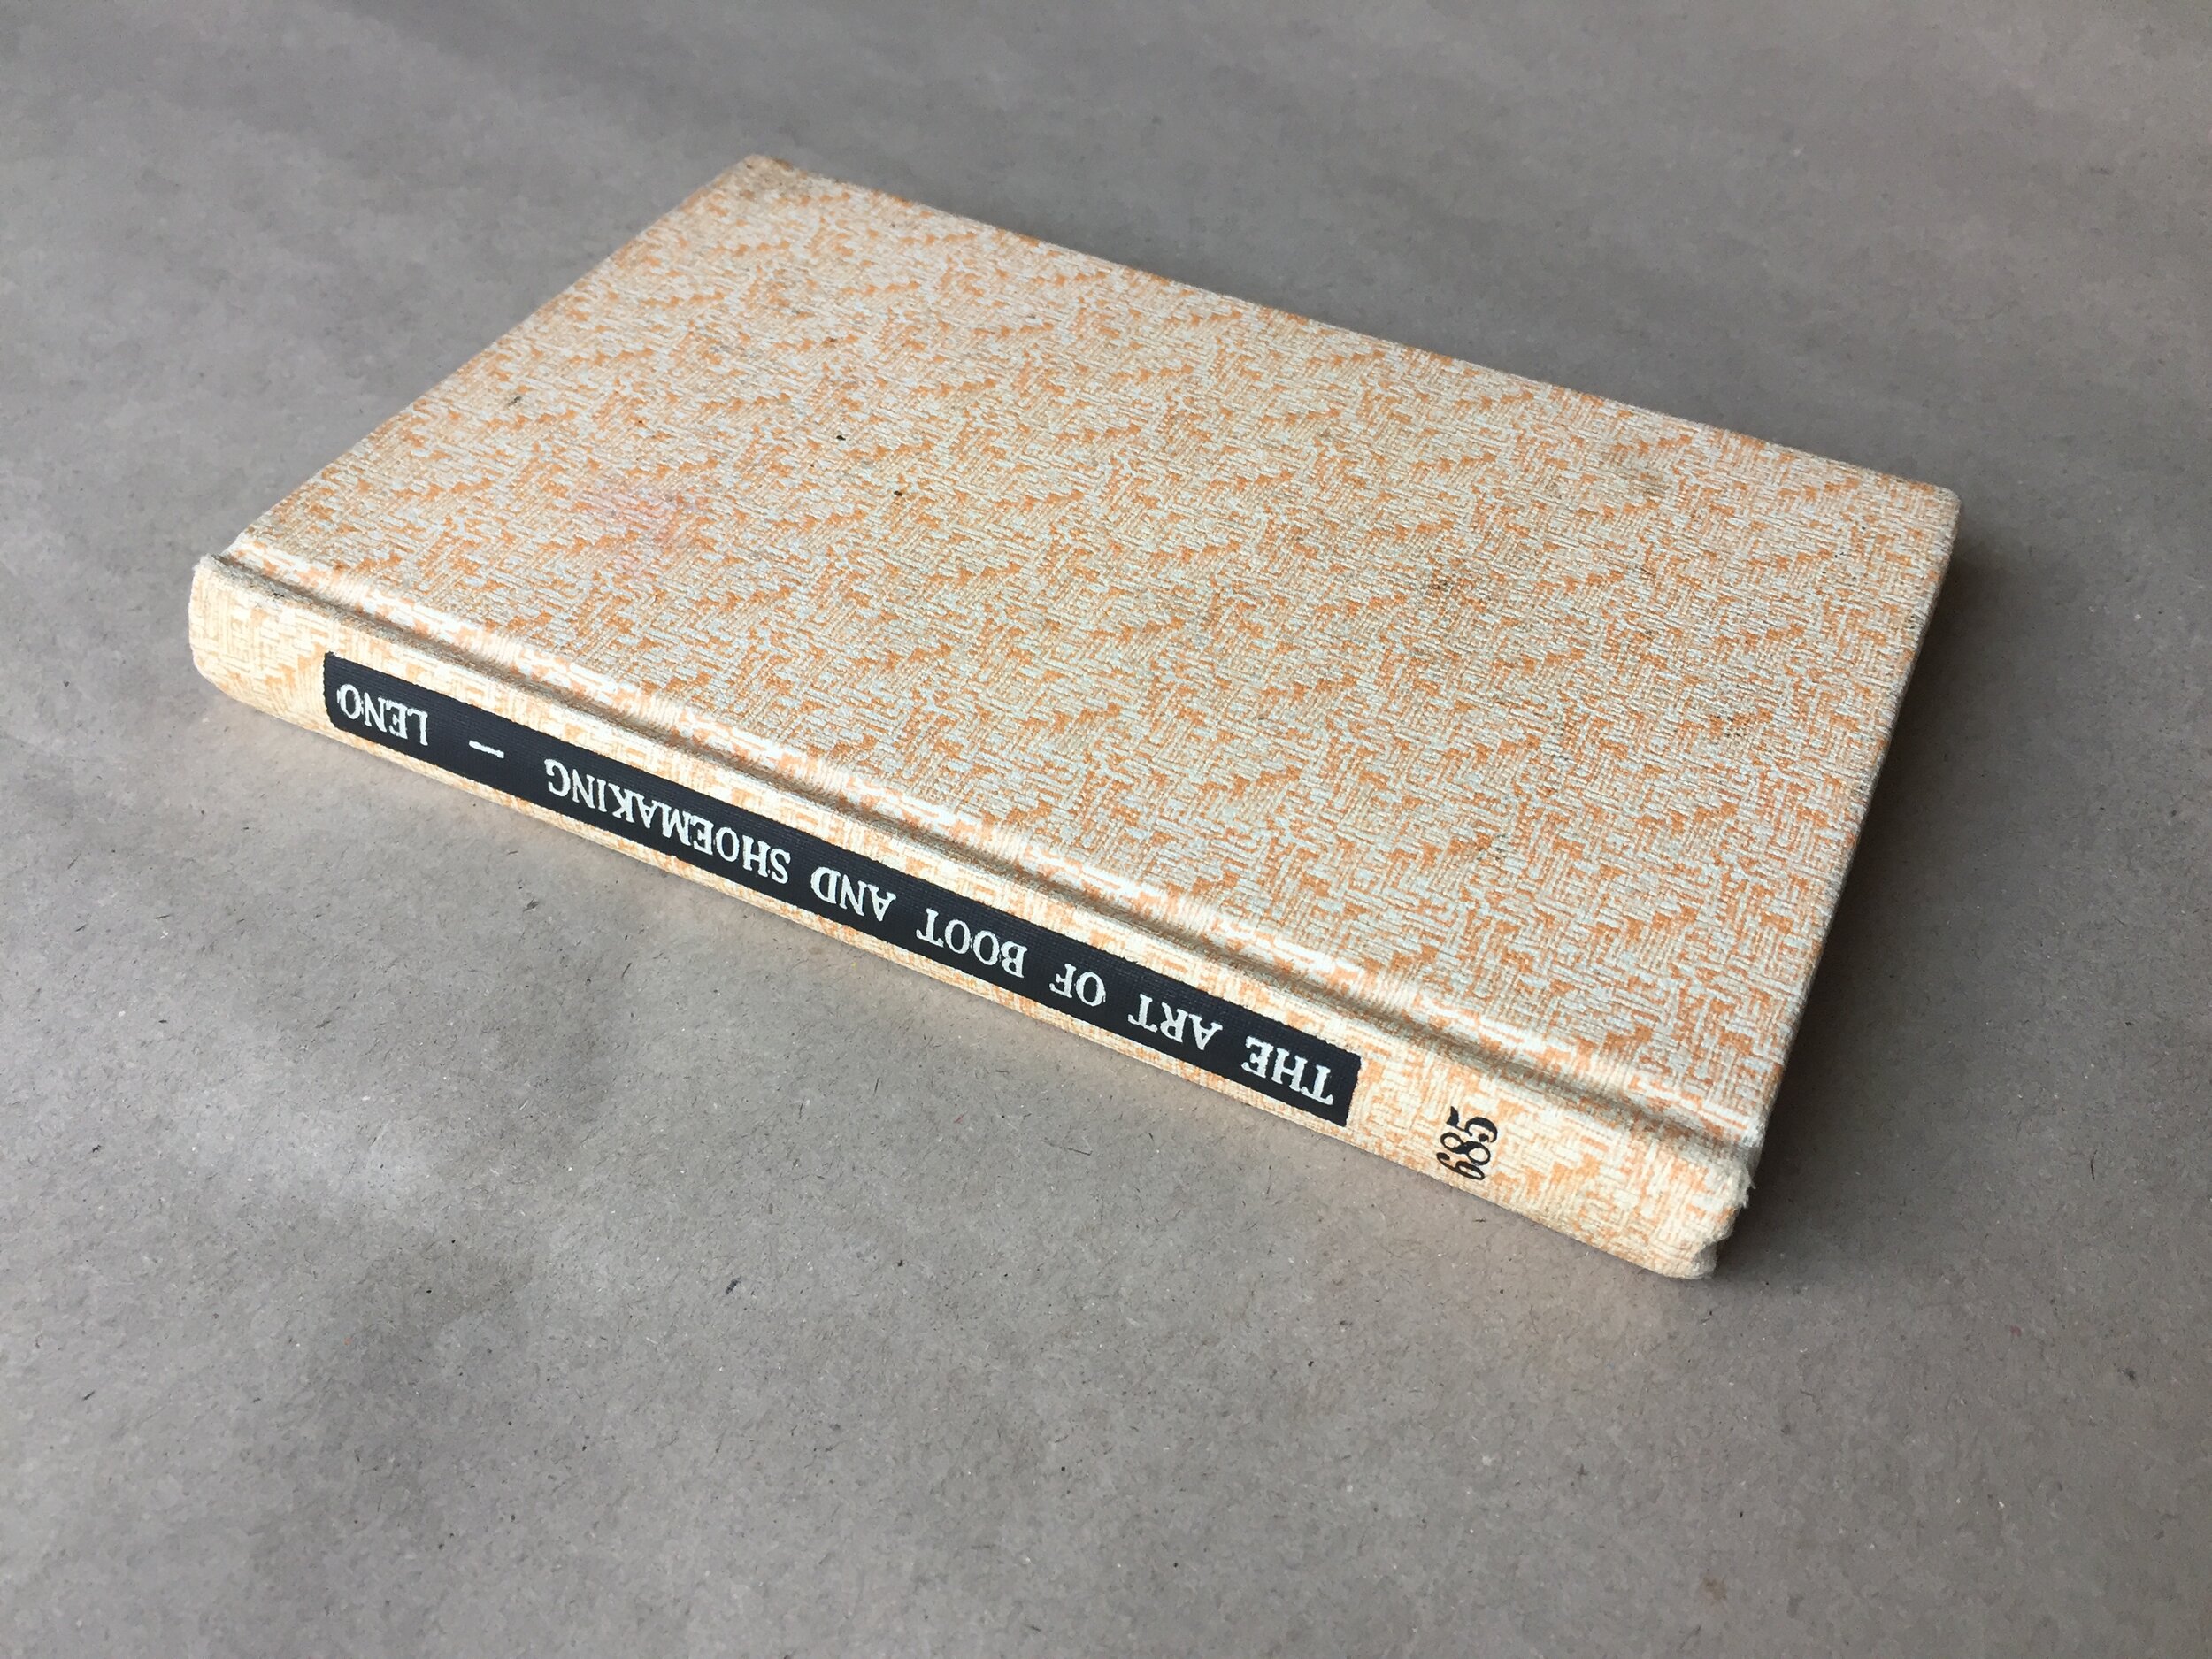 THE ART OF BOOT AND SHOEMAKING – LENO
685